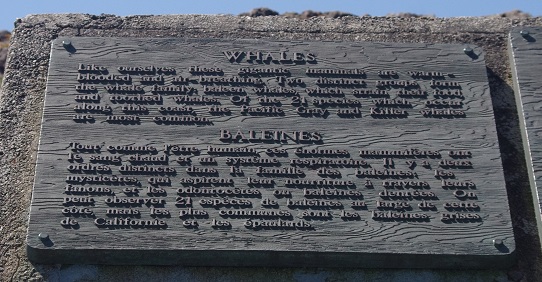 WHALES
Like ourselves these gigantic mammals are warm-
blooded and air-breathing. Two distinct groups form
the whale family, baleen whales, which strain their food
and toothed whales. Of the 21 species which occur
along this coast the Pacific Gray and Killer whales
are most common.
BALEINES
Tout comme l'être humain, ces énormes mammifères ont
le sang chaud et un système respiratoire. Il y a deux
ordres distincts dans la famille des baleines : les
mysticètes, qui aspirent leur nourriture à travers leurs
fanons, et les odontocètes ou baleines dentées. On
peut observer 21 espèces de baleines au large de cette
côte mais les plus communes sont les baleines grises
de Californie et les épaulards.